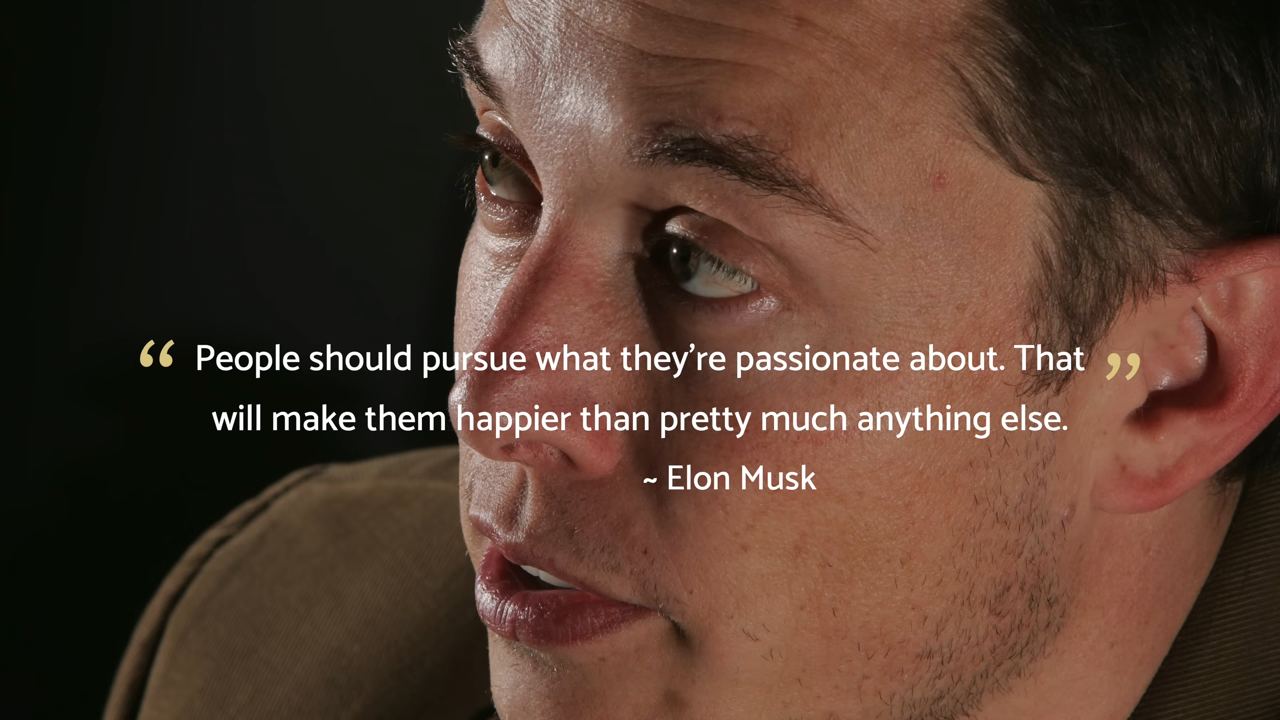 “ People should pursue what they’re passionate about. That ”
will make them happier than pretty much anything else.
~ Elon Musk